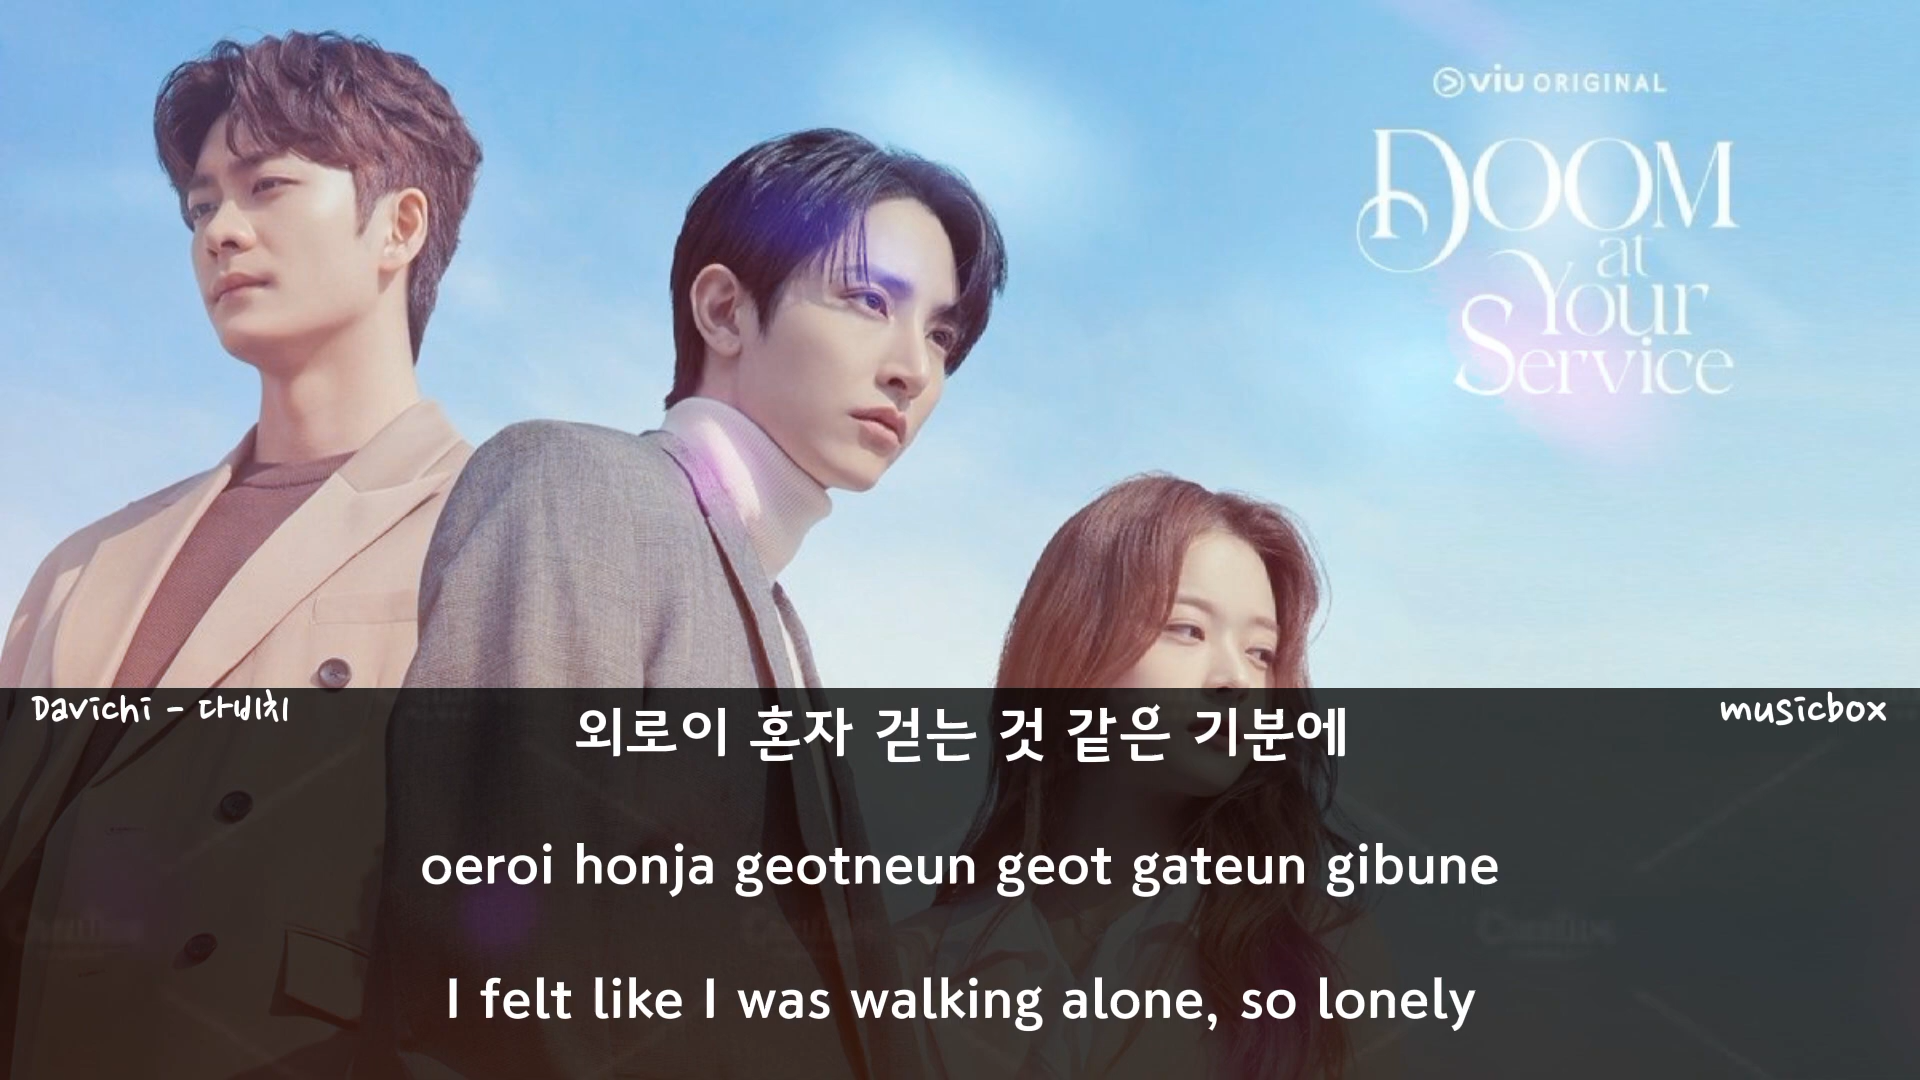 viu ORIGINAL
DOOM
at
Your
Service
Davichi - 다비치
musicbox
외로이 혼자 걷는 것 같은 기분에
oeroi honja geotneun geot gateun gibune
I felt like I was walking alone, so lonely